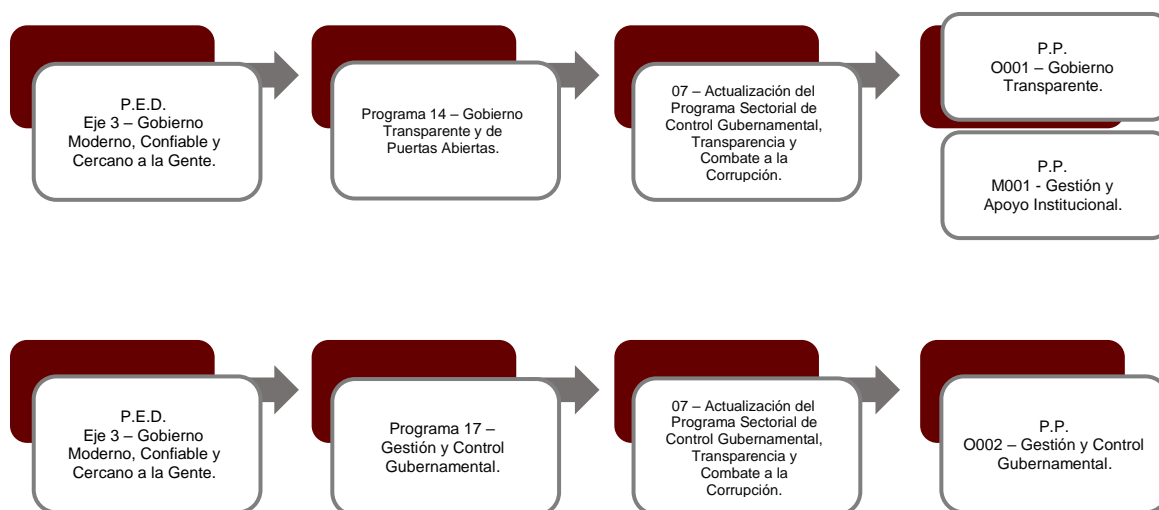 P.E.D.
Eje 3 – Gobierno
Moderno, Confiable y
Cercano a la Gente.
Programa 14 – Gobierno
Transparente y de
Puertas Abiertas.
07 – Actualización del
Programa Sectorial de
Control Gubernamental,
Transparencia y
Combate a la
Corrupción.
P.P.
O001 – Gobierno
Transparente.
P.P.
M001 - Gestión y
Apoyo Institucional.
P.E.D.
Eje 3 – Gobierno
Moderno, Confiable y
Cercano a la Gente.
Programa 17 –
Gestión y Control
Gubernamental.
07 – Actualización del
Programa Sectorial de
Control Gubernamental,
Transparencia y
Combate a la
Corrupción.
P.P.
O002 – Gestión y Control
Gubernamental.